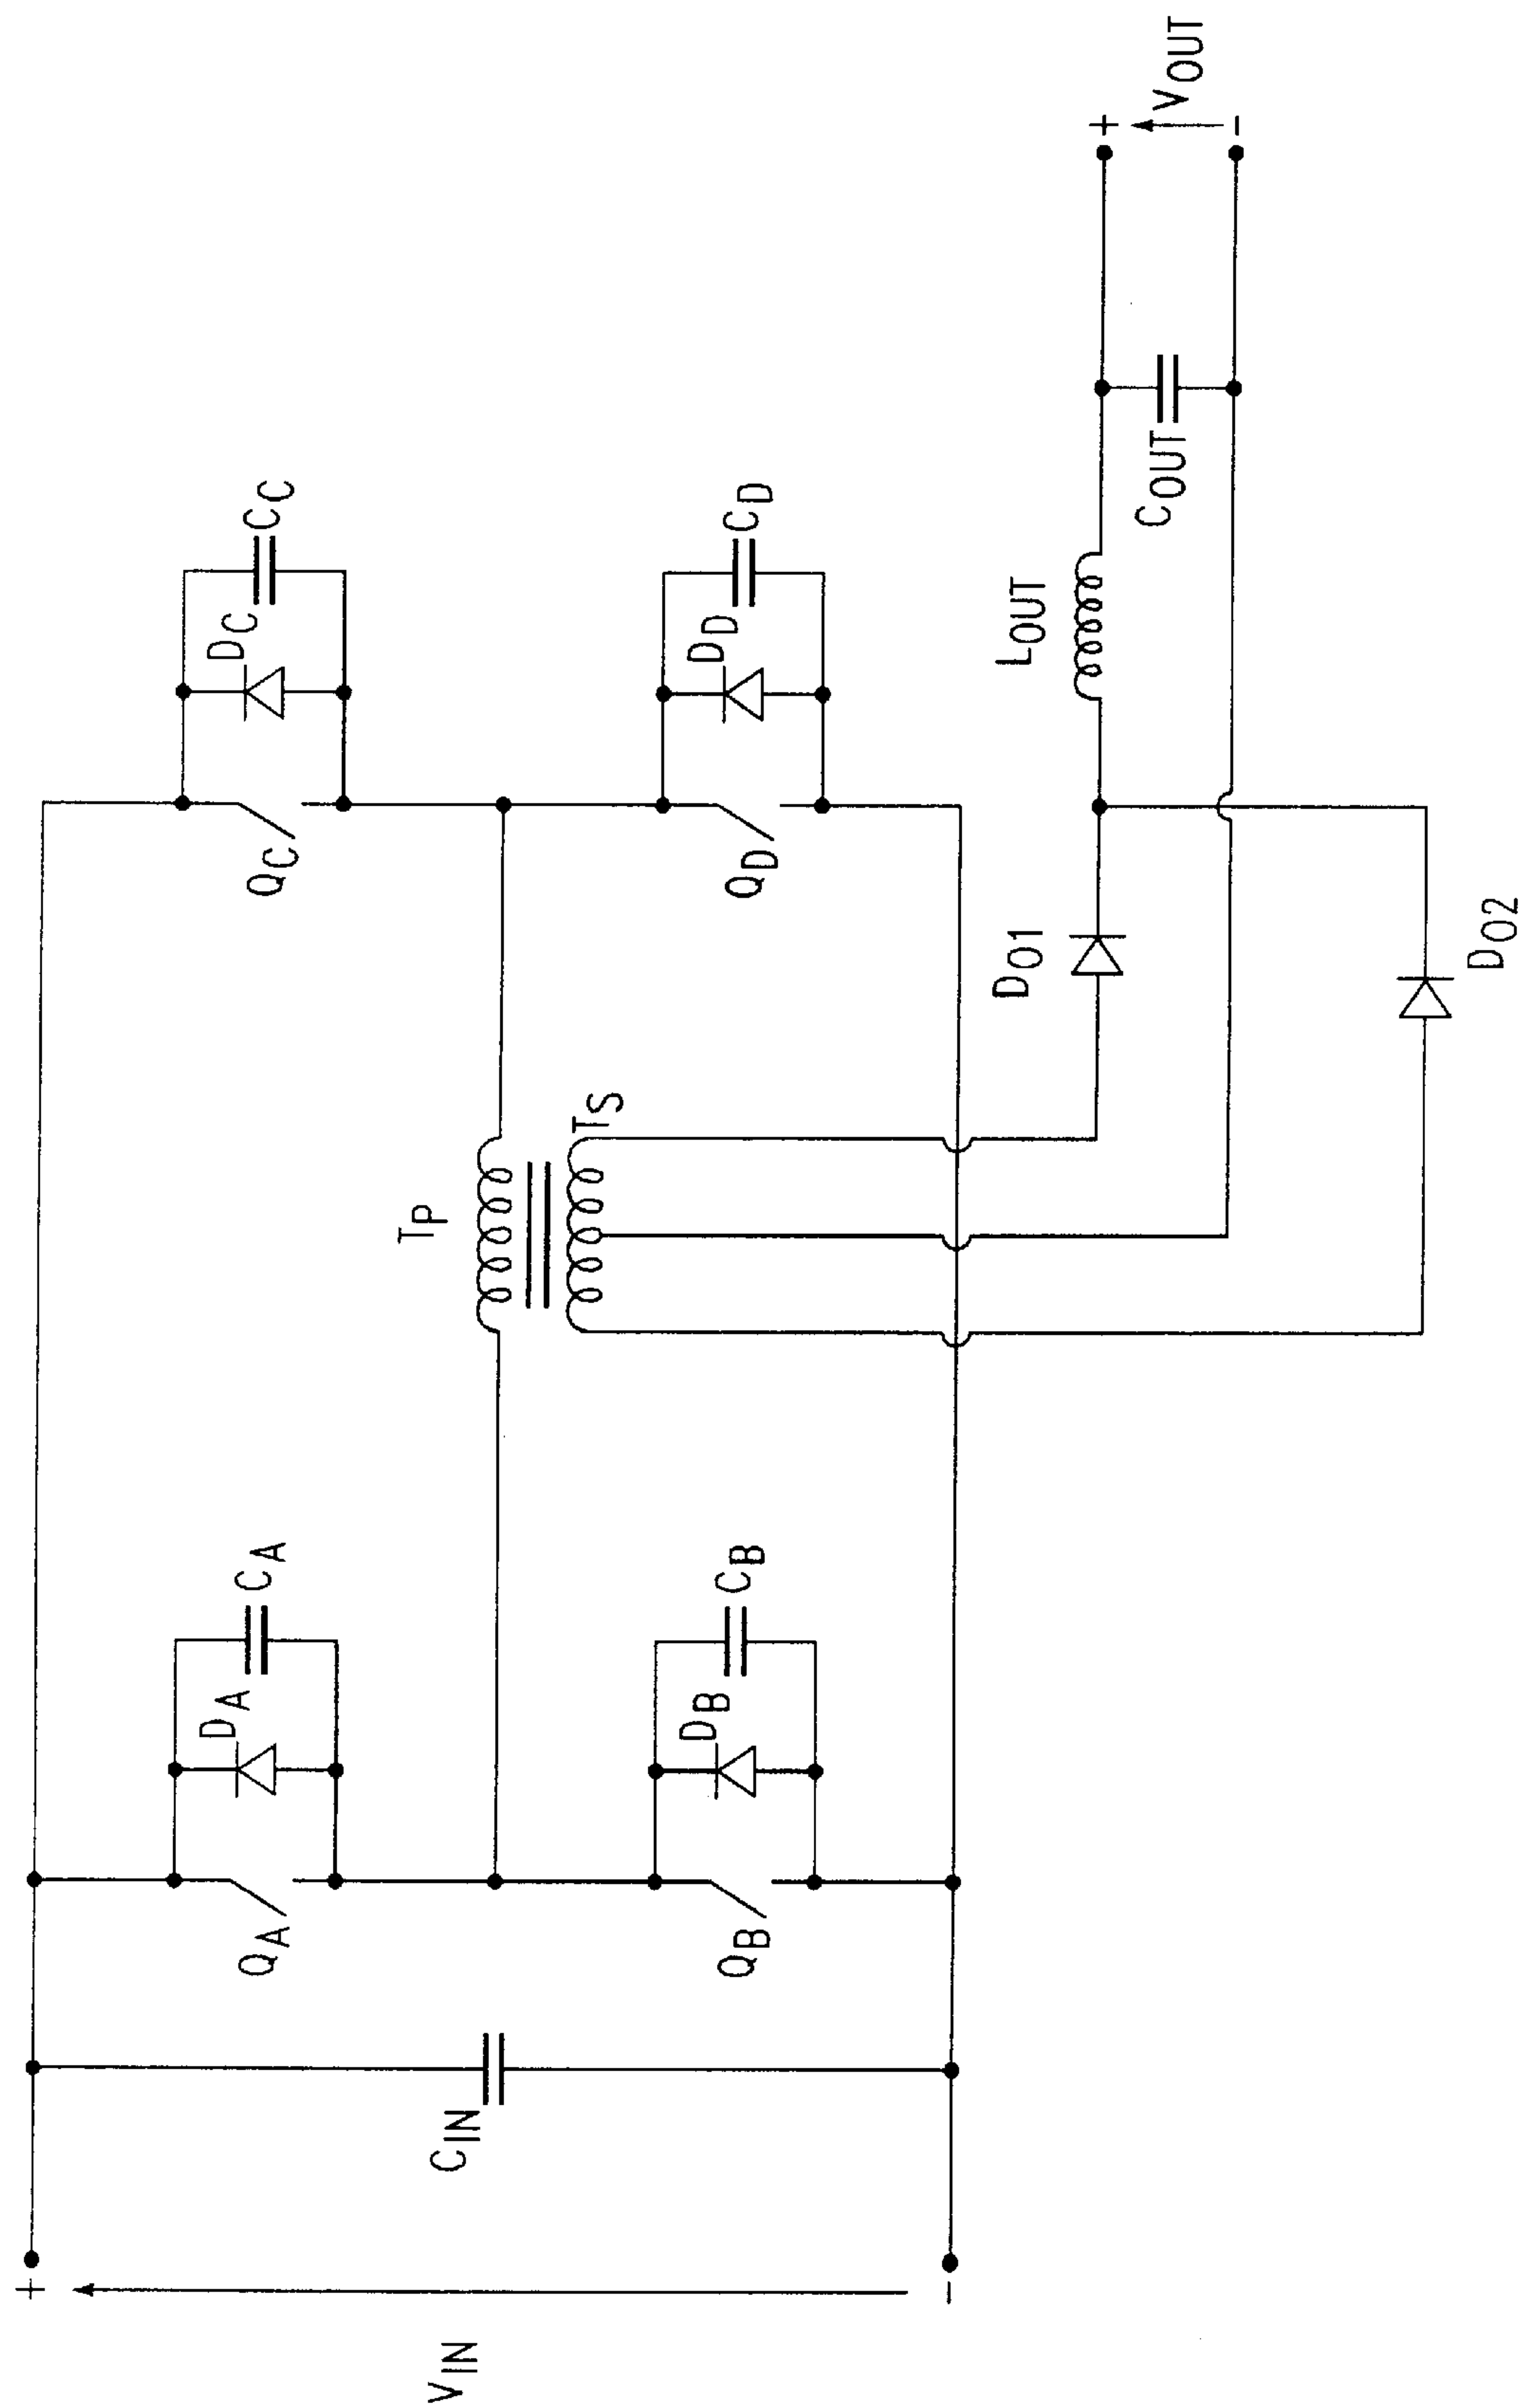 +
V_IN
-
C_IN
Q_A
D_A
C_A
Q_B
D_B
C_B
T_P
T_S
Q_C
D_C
C_C
Q_D
D_D
C_D
D_O1
D_O2
L_OUT
C_OUT
+
V_OUT
-